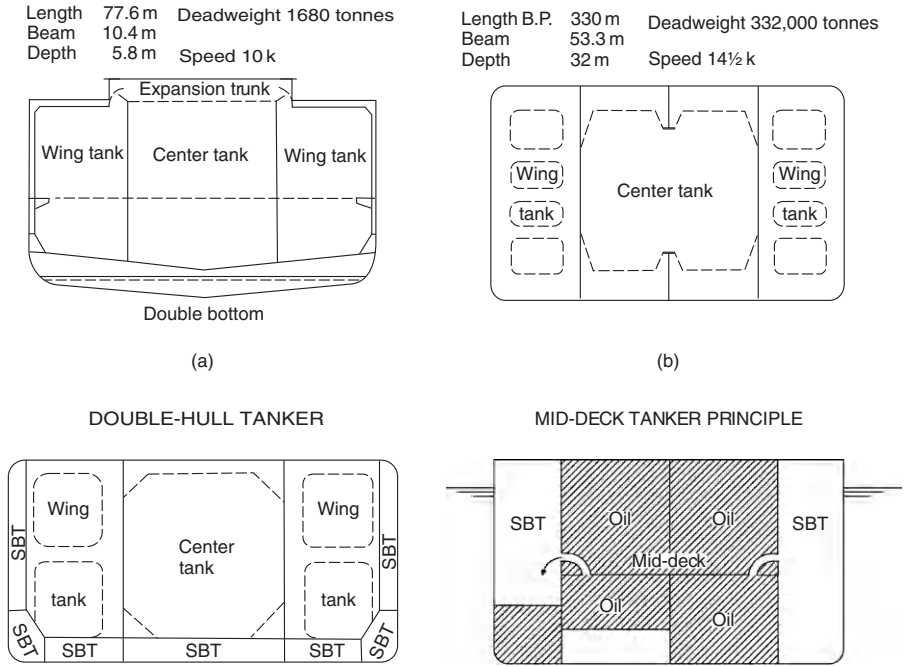 Length 77.6 m Deadweight 1680 tonnes
Beam 10.4 m
Depth 5.8 m Speed 10 k
Expansion trunk
Wing tank Center tank Wing tank
Double bottom
(a)
Length B.P. 330 m Deadweight 332,000 tonnes
Beam 53.3 m
Depth 32 m Speed 14½ k
Wing Wing
Center tank
tank tank
(b)
DOUBLE-HULL TANKER
Wing Wing
SBT SBT
Center
tank
tank tank
SBT SBT
SBT SBT SBT
MID-DECK TANKER PRINCIPLE
SBT Oil Oil SBT
Mid-deck
Oil
Oil